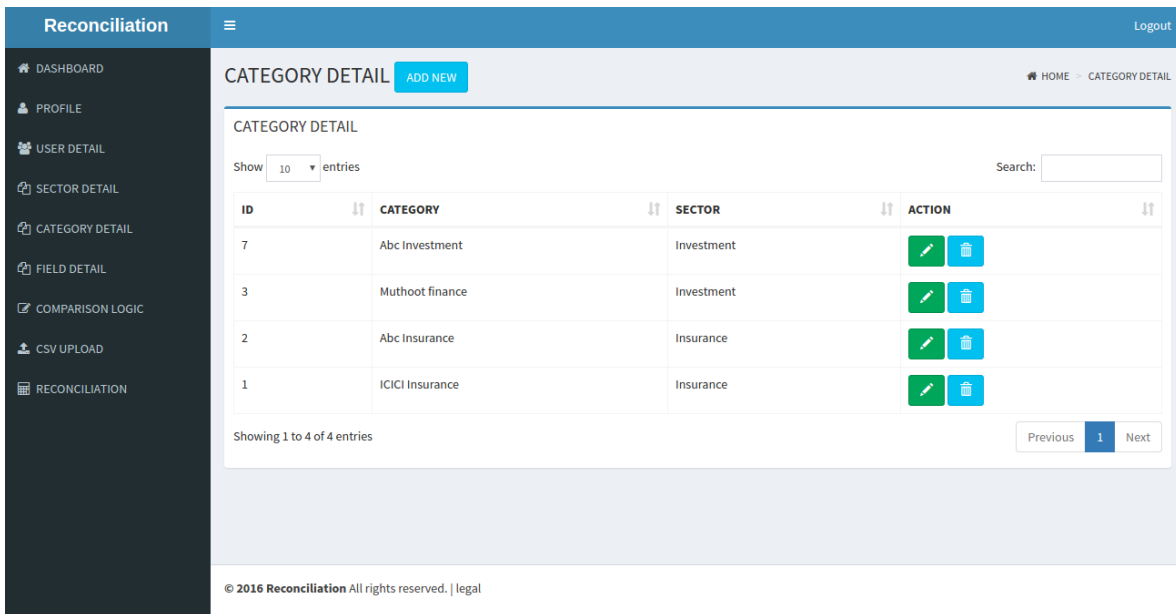 Reconciliation
Logout
DASHBOARD
PROFILE
USER DETAIL
SECTOR DETAIL
CATEGORY DETAIL
FIELD DETAIL
COMPARISON LOGIC
CSV UPLOAD
RECONCILIATION
CATEGORY DETAIL ADD NEW
HOME > CATEGORY DETAIL
CATEGORY DETAIL
Show 10 entries Search:
ID CATEGORY SECTOR ACTION
7 Abc Investment Investment
3 Muthoot finance Investment
2 Abc Insurance Insurance
1 ICICI Insurance Insurance
Showing 1 to 4 of 4 entries Previous 1 Next
© 2016 Reconciliation All rights reserved. | legal